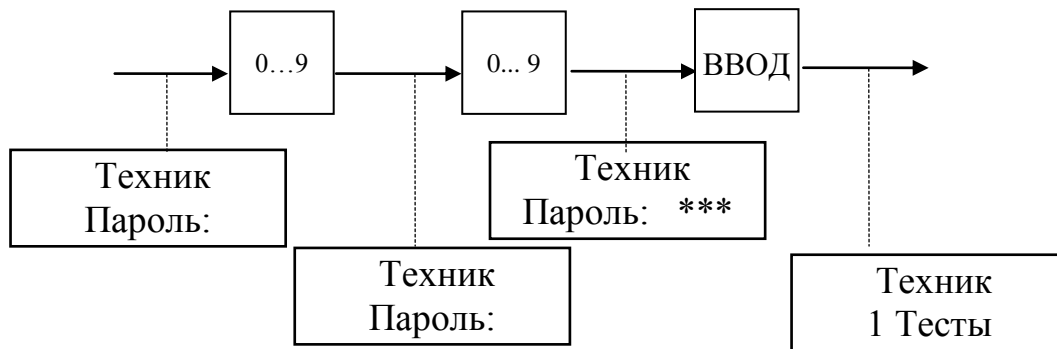 0…9
0... 9
ВВОД
Техник
Пароль:
Техник
Пароль:
Техник
Пароль: ***
Техник
1 Тесты